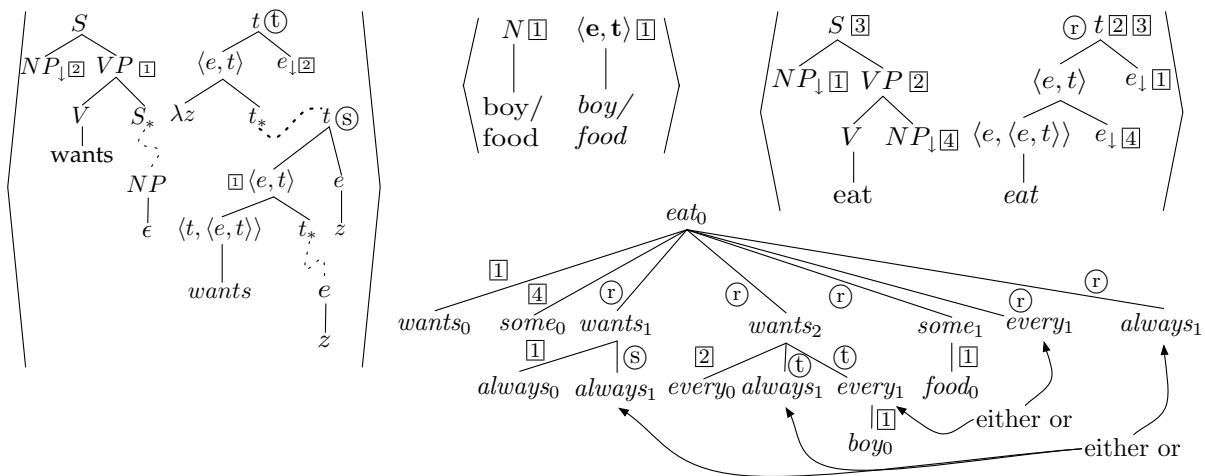 S t ⓣ
NP↓ 2 VP 1 ⟨e, t⟩ e↓ 2
V S* λz t* t ⓢ
wants
NP 1 ⟨e, t⟩ e
ϵ ⟨t, ⟨e, t⟩⟩ t* z
wants e
z
N 1 ⟨e, t⟩ 1
boy/ boy/
food food
S 3 ⓡ t 2 3
NP↓ 1 VP 2 ⟨e, t⟩ e↓ 1
V NP↓ 4 ⟨e, ⟨e, t⟩⟩ e↓ 4
eat eat
eat₀
1 4 ⓡ ⓡ ⓡ ⓡ ⓡ
wants₀ some₀ wants₁ wants₂ some₁ every₁ always₁
1 ⓢ 2 ⓣ ⓣ 1
always₀ always₁ every₀ always₁ every₁ food₀
1 either or
boy₀ either or